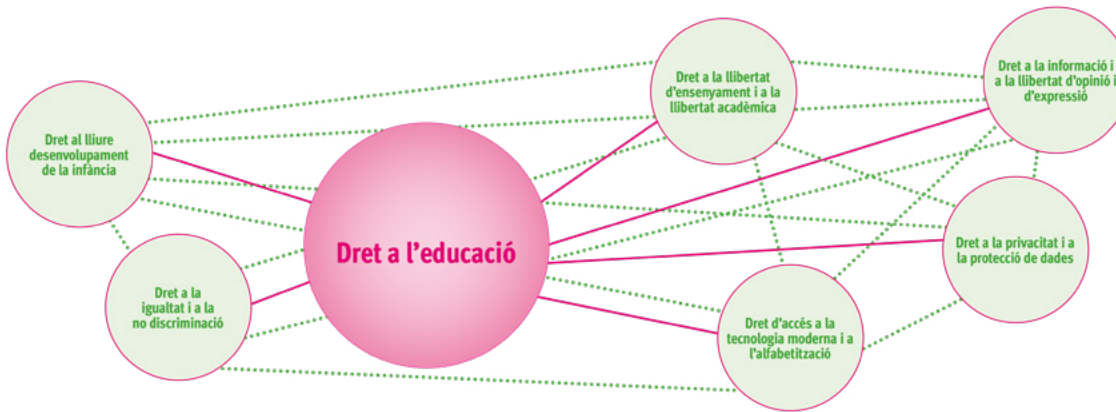 Dret al lliure
desenvolupament
de la infància
Dret a la
igualtat i a la
no discriminació
Dret a l'educació
Dret a la llibertat
d'ensenyament i a la
llibertat acadèmica
Dret a la informació i
a la llibertat d'opinió i
d'expressió
Dret a la privacitat i a
la protecció de dades
Dret d'accés a la
tecnologia moderna i a
l'alfabetització